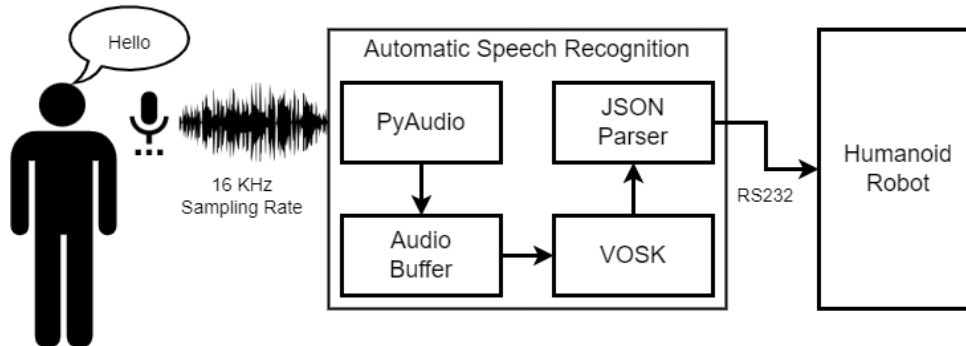 Hello
16 KHz
Sampling Rate
Automatic Speech Recognition
PyAudio
Audio
Buffer
VOSK
JSON
Parser
RS232
Humanoid
Robot